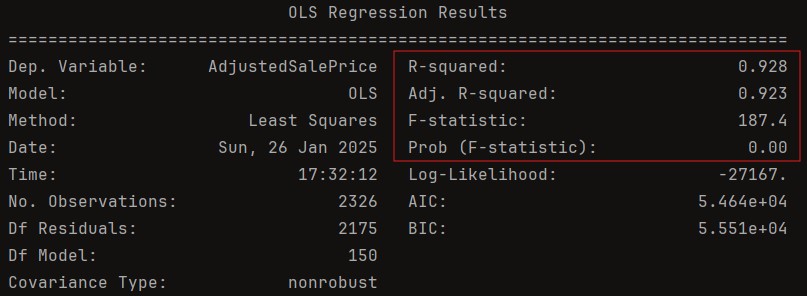 OLS Regression Results
==============================================================================
Dep. Variable: AdjustedSalePrice R-squared: 0.928
Model: OLS Adj. R-squared: 0.923
Method: Least Squares F-statistic: 187.4
Date: Sun, 26 Jan 2025 Prob (F-statistic): 0.00
Time: 17:32:12 Log-Likelihood: -27167.
No. Observations: 2326 AIC: 5.464e+04
Df Residuals: 2175 BIC: 5.551e+04
Df Model: 150
Covariance Type: nonrobust